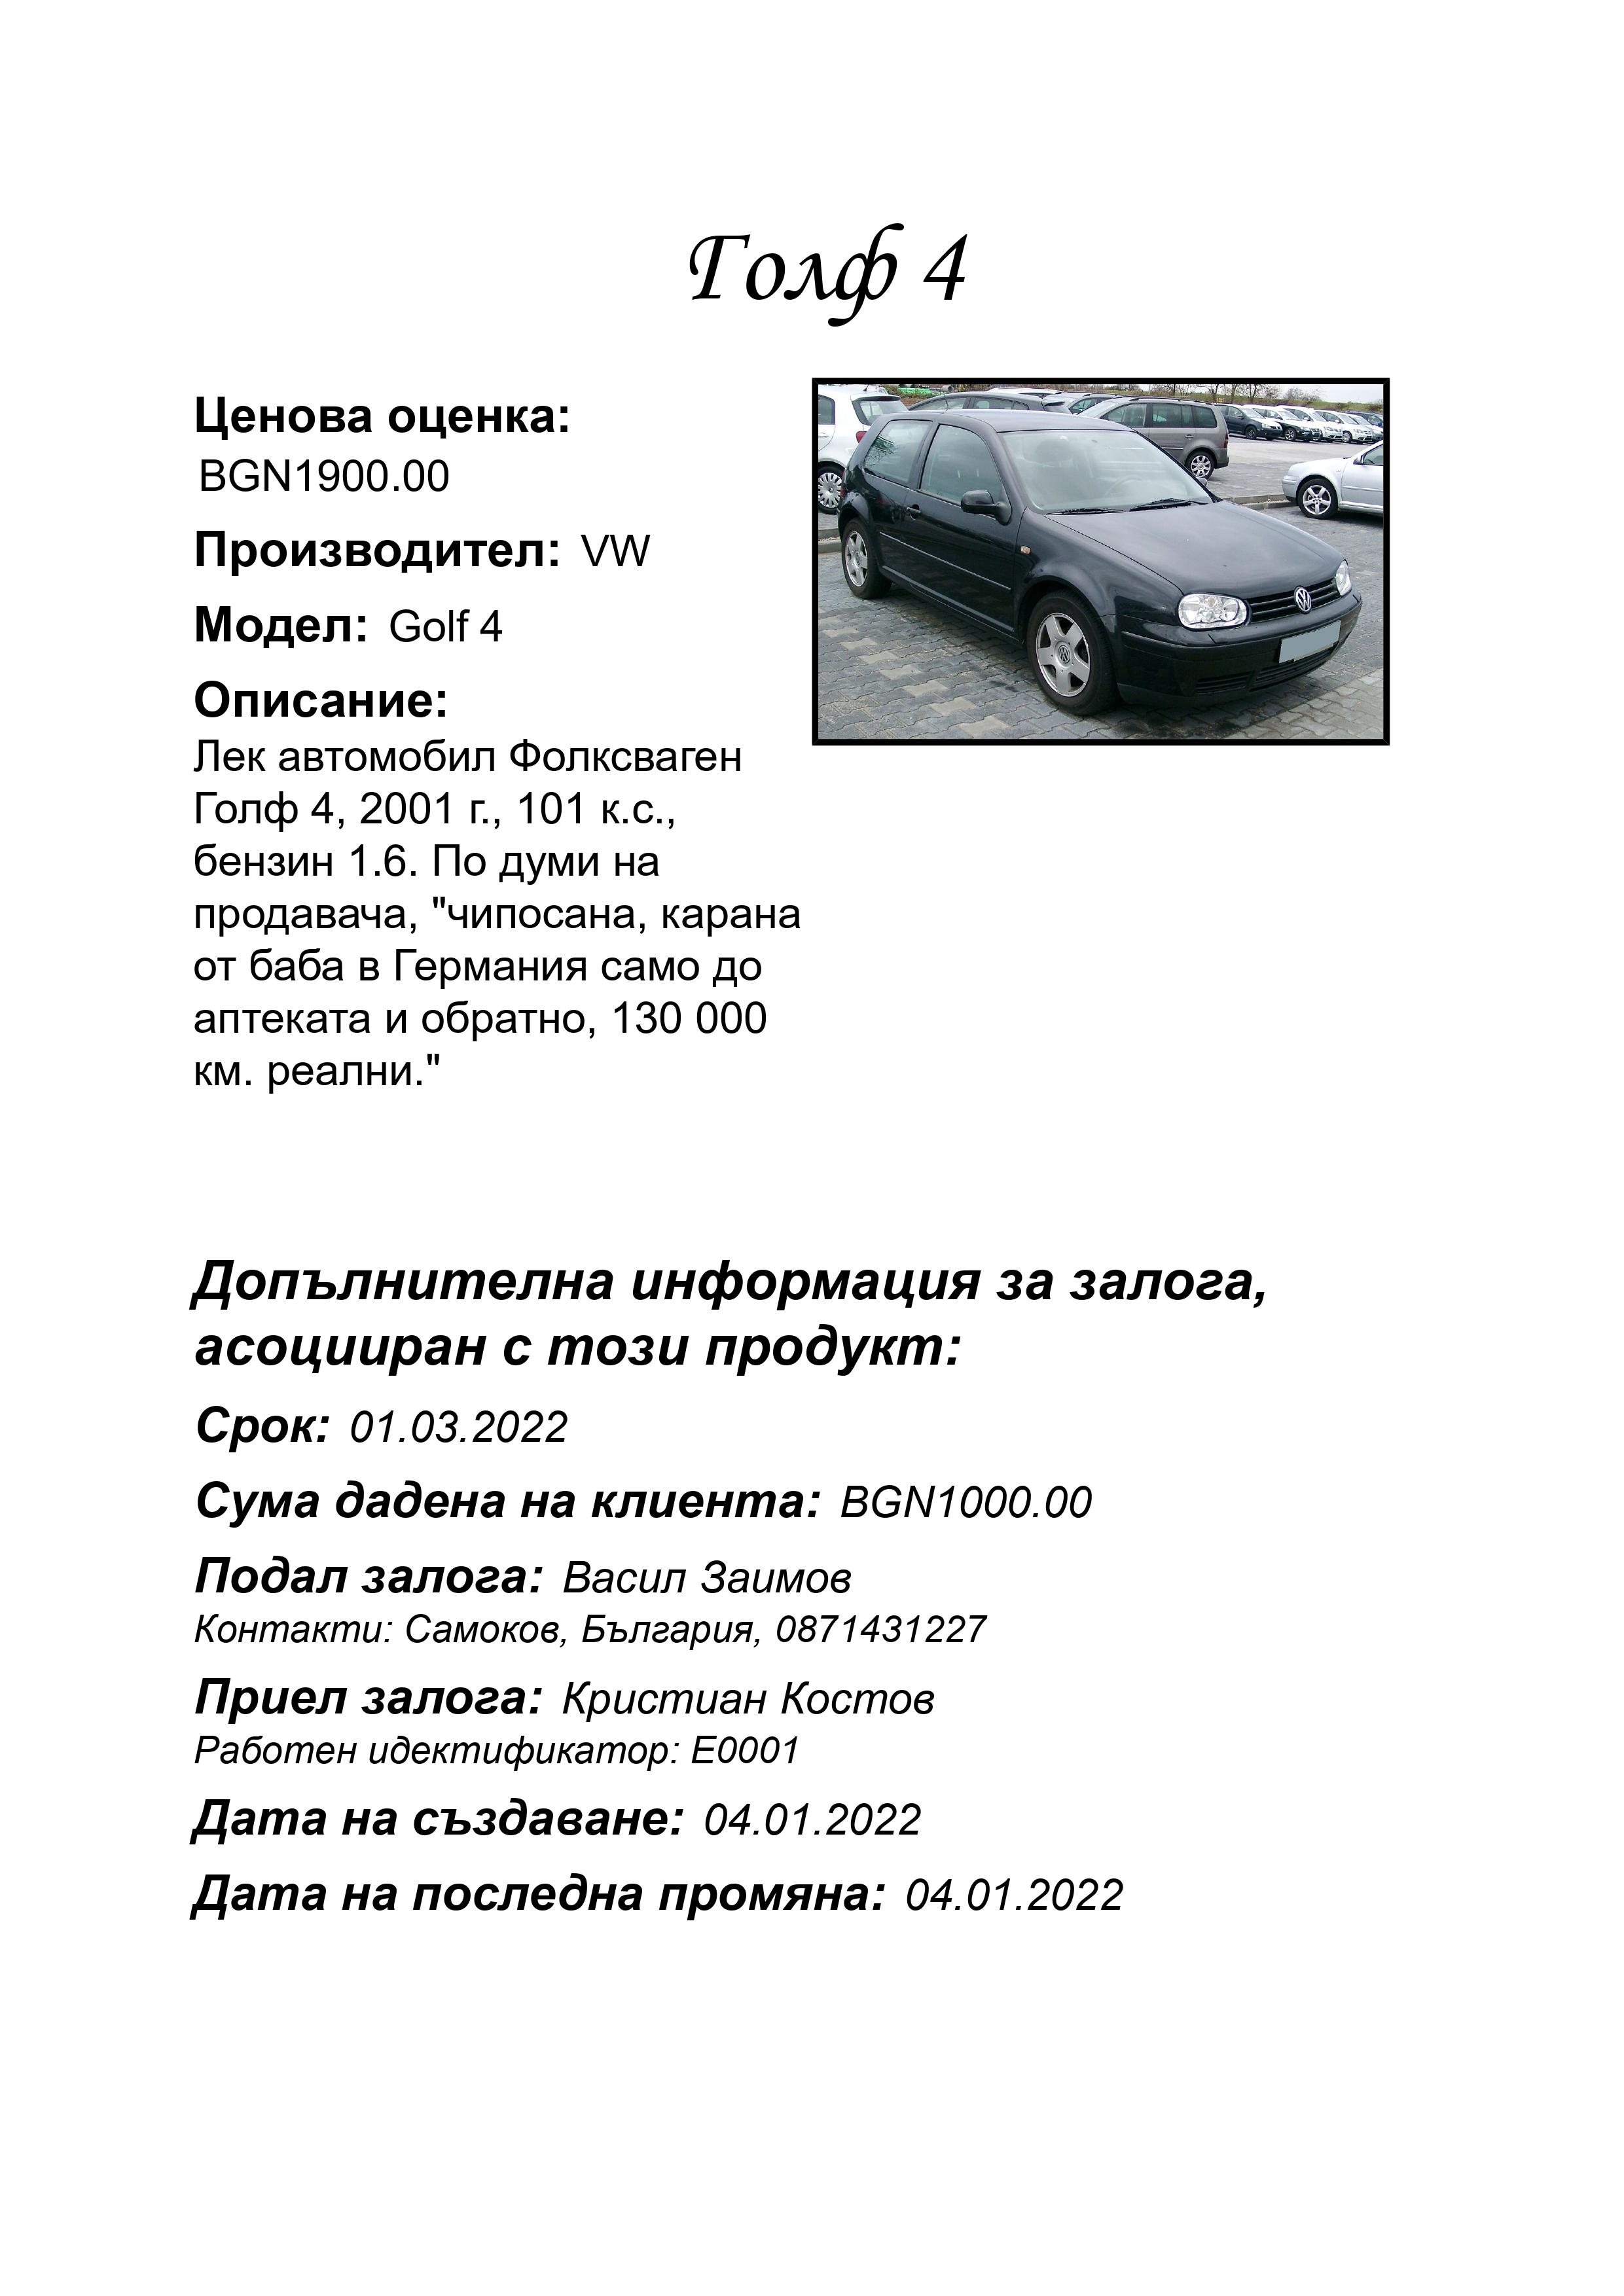 Голф 4
Ценова оценка:
BGN1900.00
Производител: VW
Модел: Golf 4
Описание:
Лек автомобил Фолксваген
Голф 4, 2001 г., 101 к.с.,
бензин 1.6. По думи на
продавача, "чипосана, карана
от баба в Германия само до
аптеката и обратно, 130 000
км. реални."
Допълнителна информация за залога,
асоцииран с този продукт:
Срок: 01.03.2022
Сума дадена на клиента: BGN1000.00
Подал залога: Васил Заимов
Контакти: Самоков, България, 0871431227
Приел залога: Кристиан Костов
Работен идектификатор: E0001
Дата на създаване: 04.01.2022
Дата на последна промяна: 04.01.2022